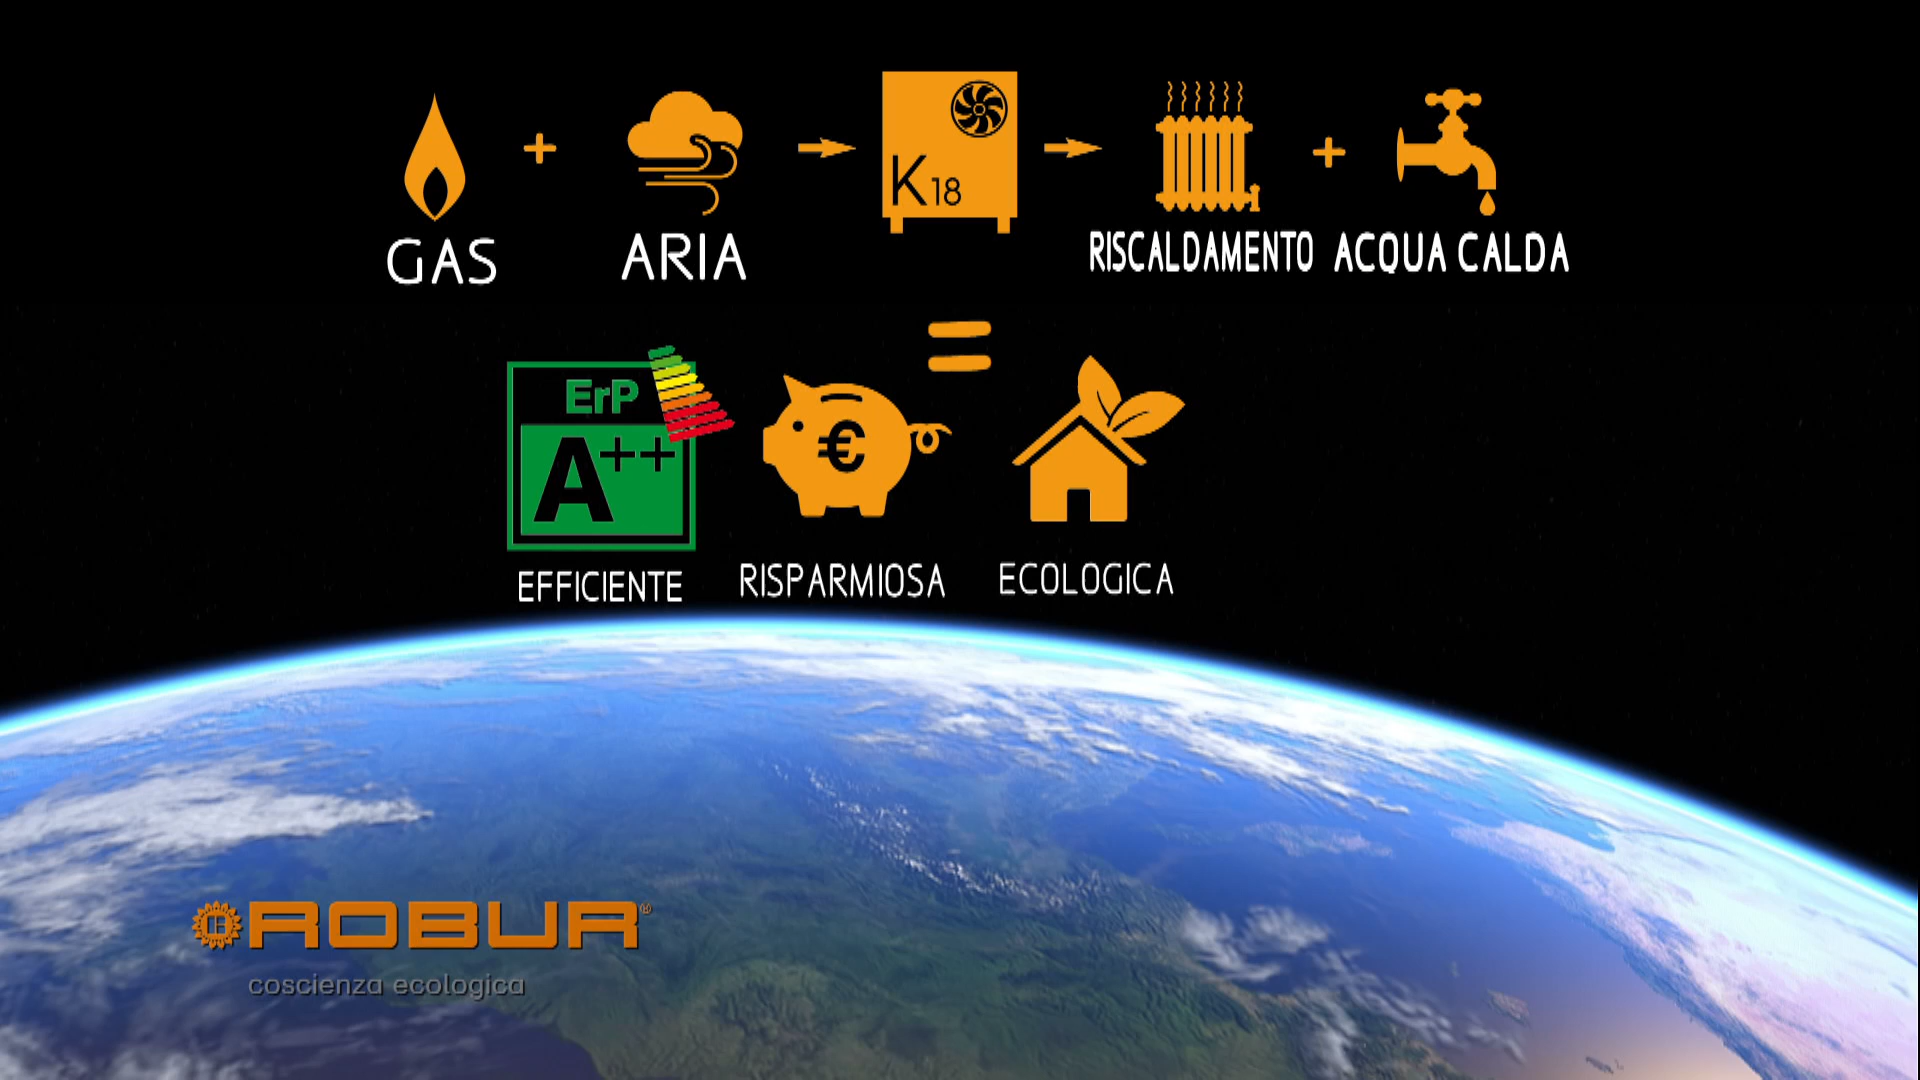 K18
GAS
ARIA
RISCALDAMENTO
ACQUA CALDA
ErP
A++
€
EFFICIENTE
RISPARMIOSA
ECOLOGICA
ROBUR®
coscienza ecologica